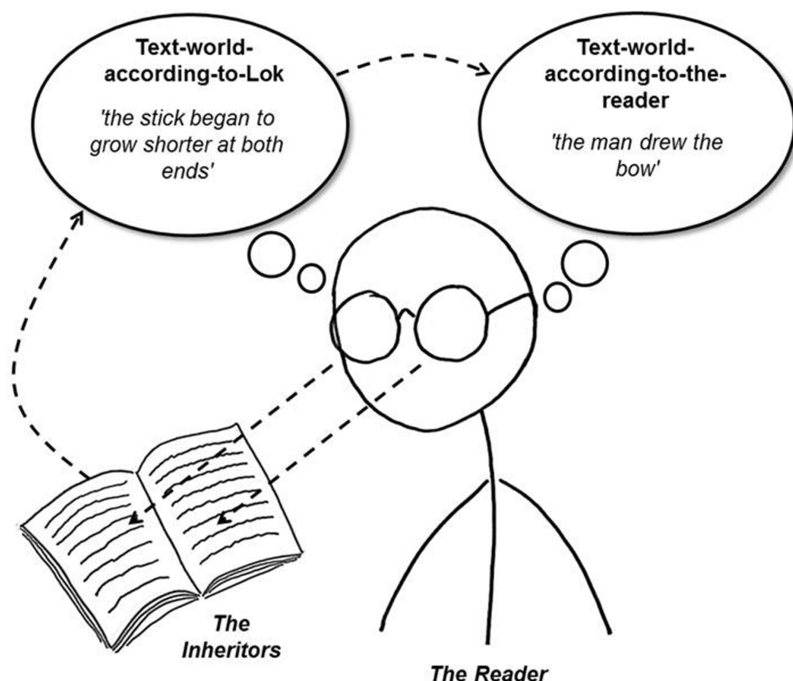 Text-world-
according-to-Lok
'the stick began to
grow shorter at both
ends'
Text-world-
according-to-the-
reader
'the man drew the
bow'
The
Inheritors
The Reader